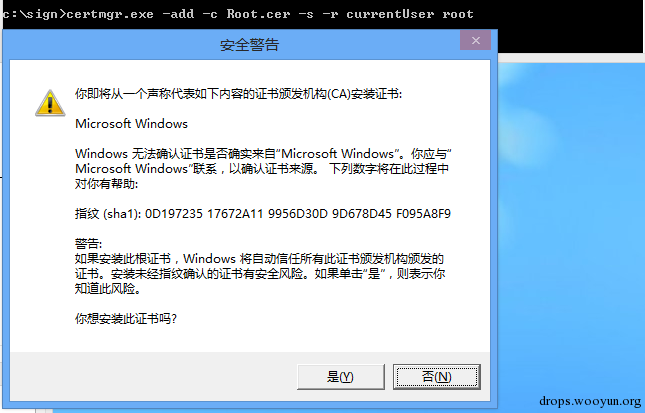 c:\sign>certmgr.exe -add -c Root.cer -s -r currentUser root
安全警告
你即将从一个声称代表如下内容的证书颁发机构(CA)安装证书:
Microsoft Windows
Windows 无法确认证书是否确实来自“Microsoft Windows”。你应与“
Microsoft Windows”联系，以确认证书来源。 下列数字将在此过程中
对你有帮助:
指纹 (sha1): 0D197235 17672A11 9956D30D 9D678D45 F095A8F9
警告:
如果安装此根证书，Windows 将自动信任所有此证书颁发机构颁发的
证书。安装未经指纹确认的证书有安全风险。如果单击“是”，则表示你
知道此风险。
你想安装此证书吗?
是(Y)
否(N)
drops.wooyun.org